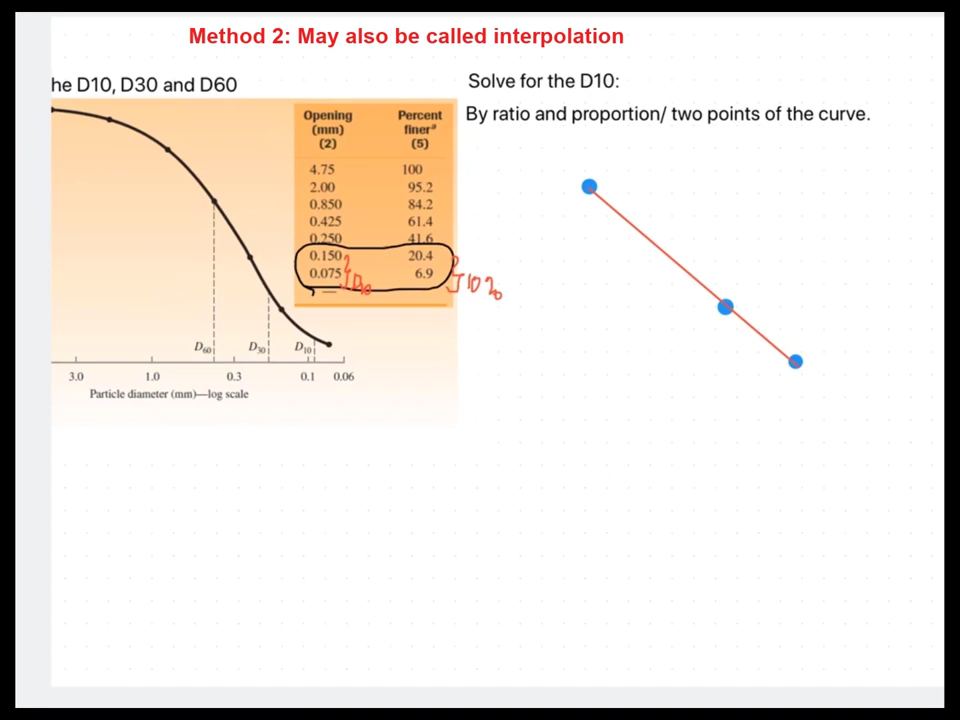 Method 2: May also be called interpolation
he D10, D30 and D60
Solve for the D10:
By ratio and proportion/ two points of the curve.
Opening (mm) (2)
Percent finerª (5)
4.75 100
2.00 95.2
0.850 84.2
0.425 61.4
0.250 41.6
0.150 20.4
0.075 6.9
—
D10
10%
D60 D30 D10
3.0 1.0 0.3 0.1 0.06
Particle diameter (mm)—log scale